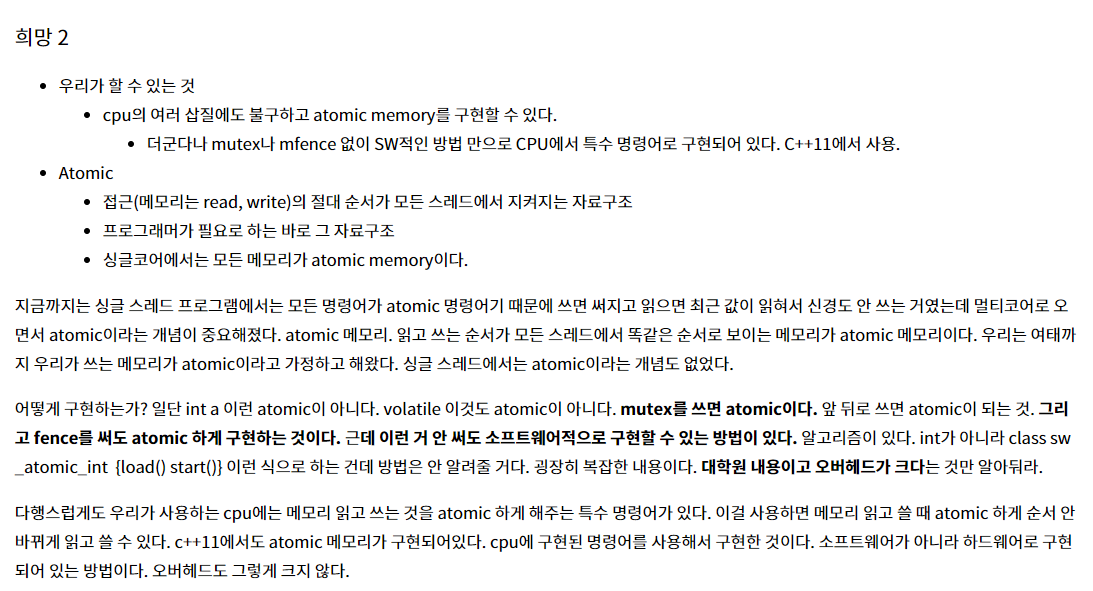 희망 2
우리가 할 수 있는 것
cpu의 여러 삽질에도 불구하고 atomic memory를 구현할 수 있다.
더군다나 mutex나 mfence 없이 SW적인 방법 만으로 CPU에서 특수 명령어로 구현되어 있다. C++11에서 사용.
Atomic
접근(메모리는 read, write)의 절대 순서가 모든 스레드에서 지켜지는 자료구조
프로그래머가 필요로 하는 바로 그 자료구조
싱글코어에서는 모든 메모리가 atomic memory이다.
지금까지는 싱글 스레드 프로그램에서는 모든 명령어가 atomic 명령어기 때문에 쓰면 써지고 읽으면 최근 값이 읽혀서 신경도 안 쓰는 거였는데 멀티코어로 오
면서 atomic이라는 개념이 중요해졌다. atomic 메모리. 읽고 쓰는 순서가 모든 스레드에서 똑같은 순서로 보이는 메모리가 atomic 메모리이다. 우리는 여태까
지 우리가 쓰는 메모리가 atomic이라고 가정하고 해왔다. 싱글 스레드에서는 atomic이라는 개념도 없었다.
어떻게 구현하는가? 일단 int a 이런 atomic이 아니다. volatile 이것도 atomic이 아니다. mutex를 쓰면 atomic이다. 앞 뒤로 쓰면 atomic이 되는 것. 그리
고 fence를 써도 atomic 하게 구현하는 것이다. 근데 이런 거 안 써도 소프트웨어적으로 구현할 수 있는 방법이 있다. 알고리즘이 있다. int가 아니라 class sw
_atomic_int {load() start()} 이런 식으로 하는 건데 방법은 안 알려줄 거다. 굉장히 복잡한 내용이다. 대학원 내용이고 오버헤드가 크다는 것만 알아둬라.
다행스럽게도 우리가 사용하는 cpu에는 메모리 읽고 쓰는 것을 atomic 하게 해주는 특수 명령어가 있다. 이걸 사용하면 메모리 읽고 쓸 때 atomic 하게 순서 안
바뀌게 읽고 쓸 수 있다. c++11에서도 atomic 메모리가 구현되어있다. cpu에 구현된 명령어를 사용해서 구현한 것이다. 소프트웨어가 아니라 하드웨어로 구현
되어 있는 방법이다. 오버헤드도 그렇게 크지 않다.